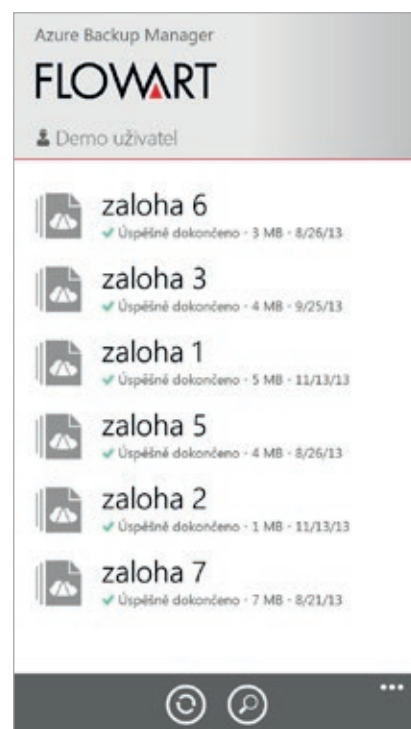 Azure Backup Manager
FLOWART
Demo uživatel
zaloha 6
Úspěšně dokončeno - 3 MB - 8/26/13
zaloha 3
Úspěšně dokončeno - 4 MB - 9/25/13
zaloha 1
Úspěšně dokončeno - 5 MB - 11/13/13
zaloha 5
Úspěšně dokončeno - 4 MB - 8/26/13
zaloha 2
Úspěšně dokončeno - 1 MB - 11/13/13
zaloha 7
Úspěšně dokončeno - 7 MB - 8/21/13